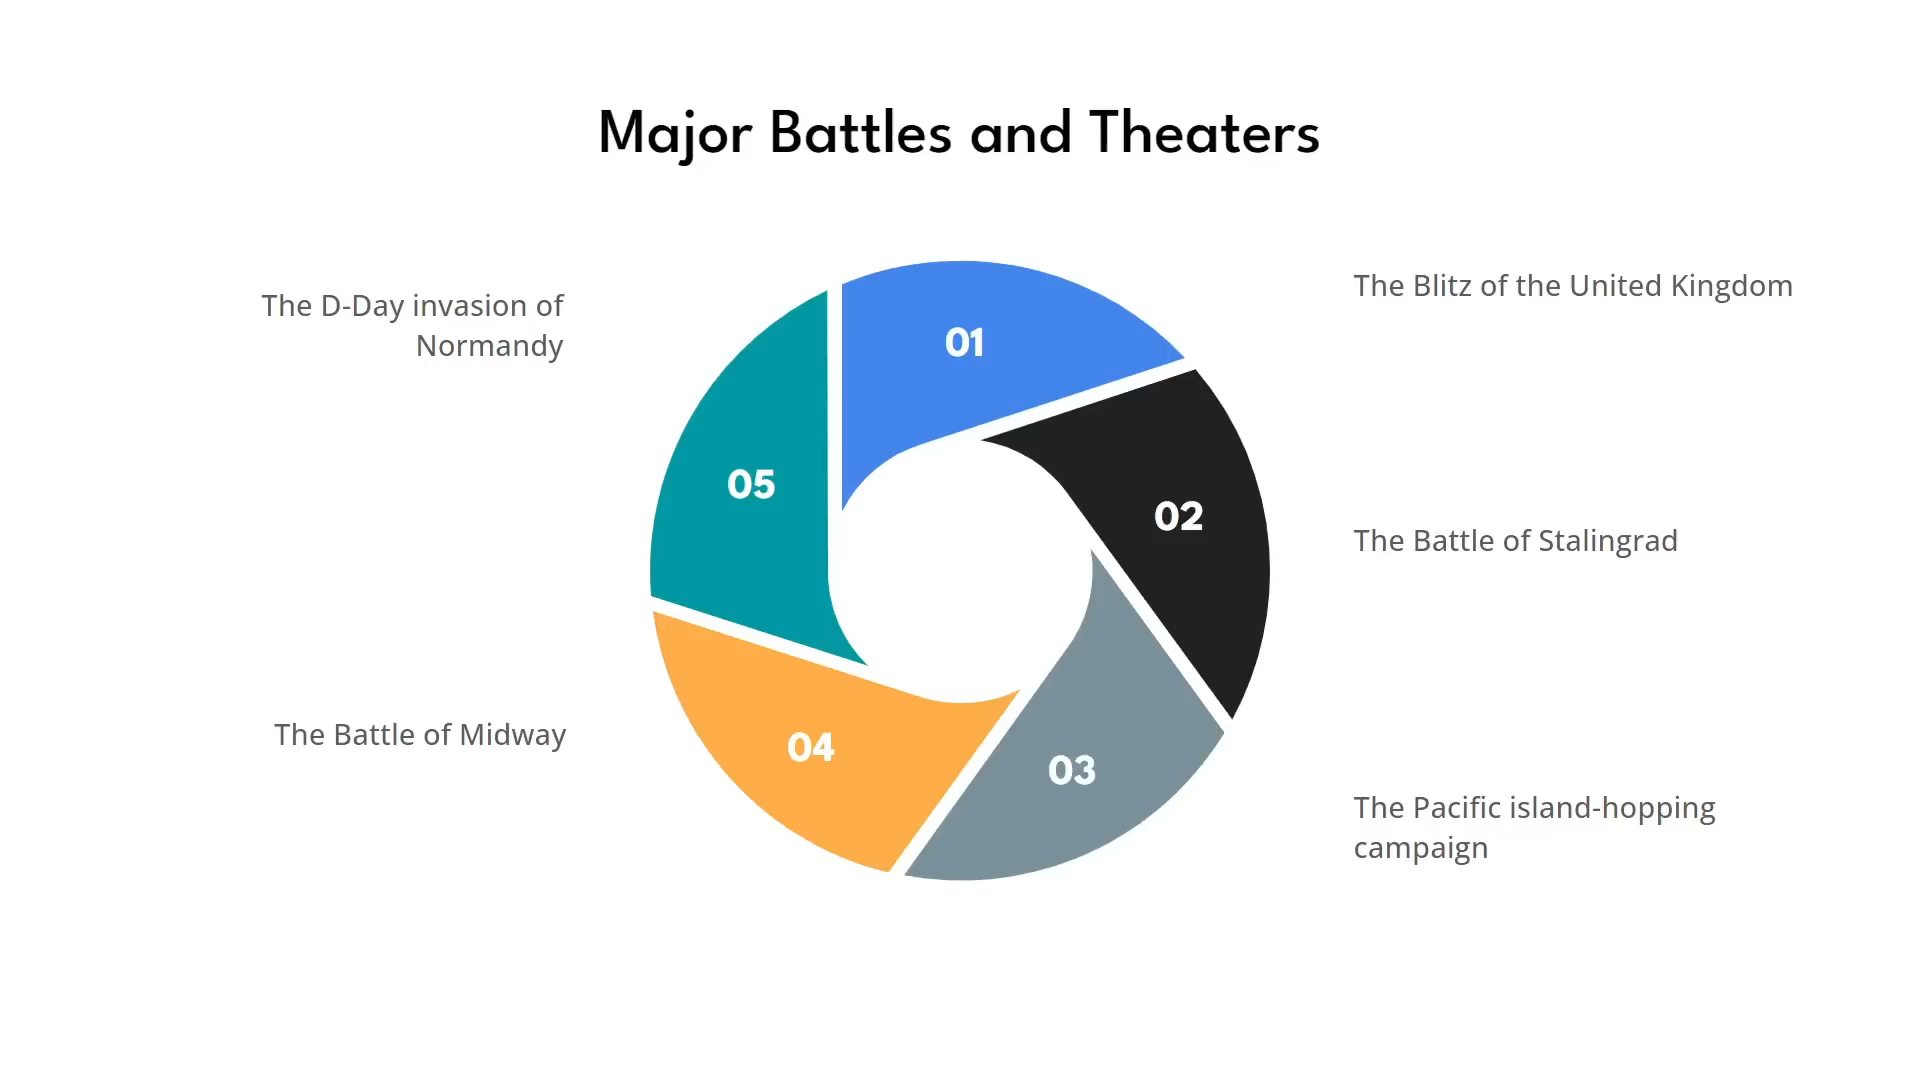 Major Battles and Theaters
01
The Blitz of the United Kingdom
02
The Battle of Stalingrad
03
The Pacific island-hopping
campaign
04
The Battle of Midway
05
The D-Day invasion of
Normandy